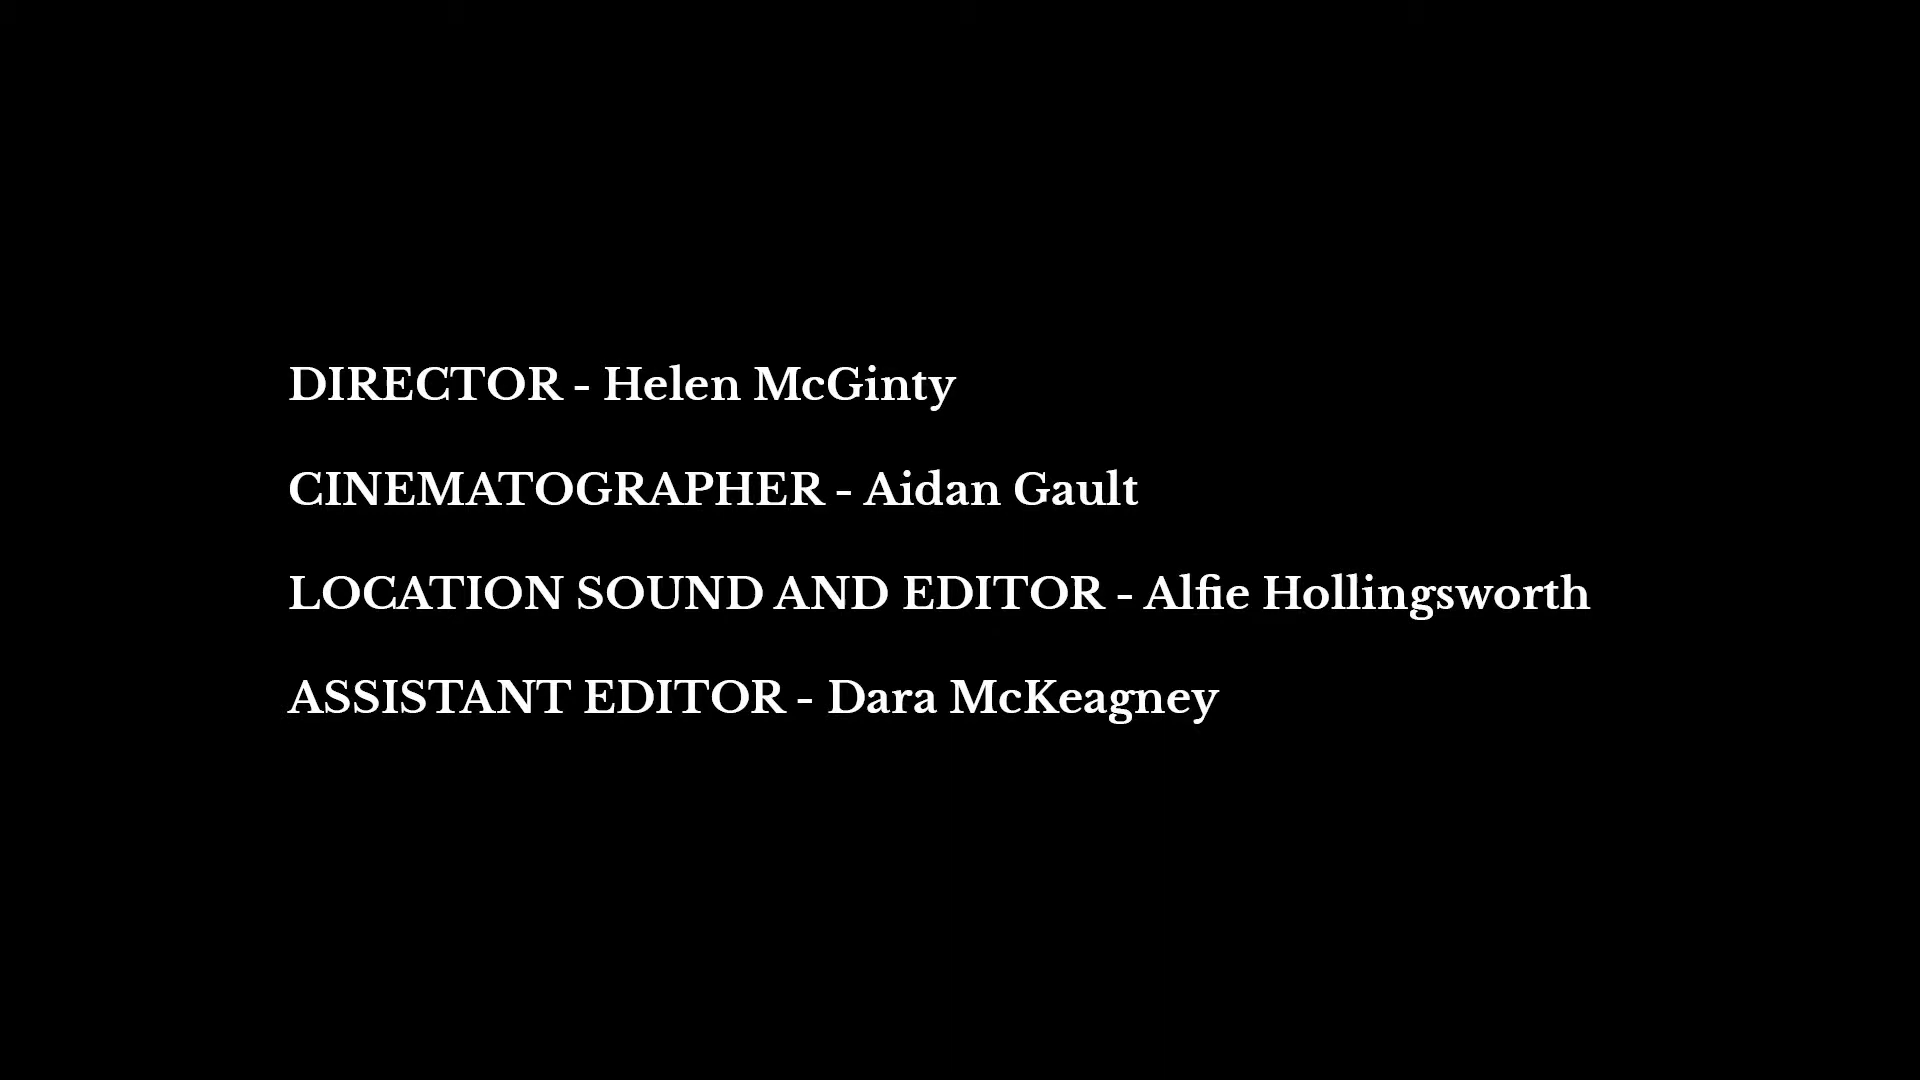 DIRECTOR - Helen McGinty
CINEMATOGRAPHER - Aidan Gault
LOCATION SOUND AND EDITOR - Alfie Hollingsworth
ASSISTANT EDITOR - Dara McKeagney